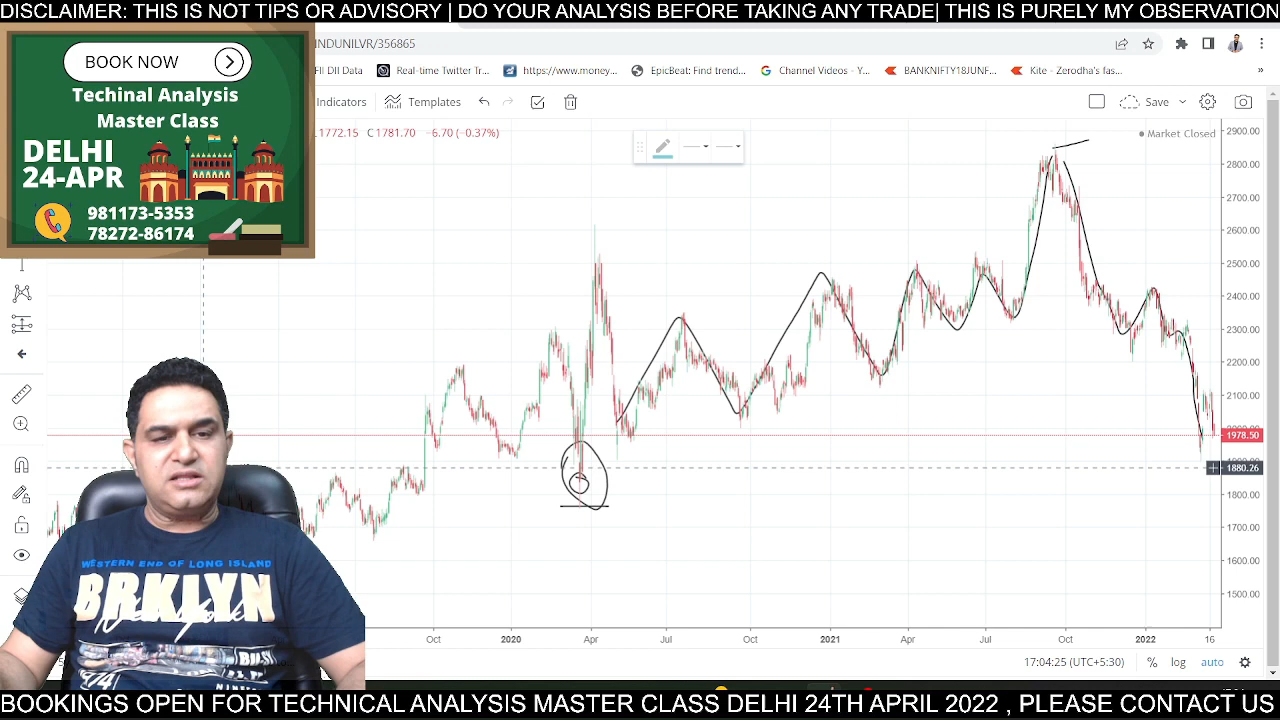 DISCLAIMER: THIS IS NOT TIPS OR ADVISORY | DO YOUR ANALYSIS BEFORE TAKING ANY TRADE| THIS IS PURELY MY OBSERVATION
BOOK NOW
Techinal Analysis
Master Class
DELHI
24-APR
981173-5353
78272-86174
INDUNILVR/356865
FII DII Data
Real-time Twitter Tr...
https://www.money...
EpicBeat: Find trend...
Channel Videos - Y...
BANKNIFTY18JUNF...
Kite - Zerodha's fas...
»
Indicators
Templates
Save
L1772.15 C1781.70 −6.70 (−0.37%)
Market Closed
2900.00
2800.00
2700.00
2600.00
2500.00
2400.00
2300.00
2200.00
2100.00
2000.00
1978.50
1880.26
1800.00
1700.00
1600.00
1500.00
WESTERN END OF LONG ISLAND
BRKLYN
Oct 2020 Apr Jul Oct 2021 Apr Jul Oct 2022 16
17:04:25 (UTC+5:30) % log auto
BOOKINGS OPEN FOR TECHNICAL ANALYSIS MASTER CLASS DELHI 24TH APRIL 2022 , PLEASE CONTACT US